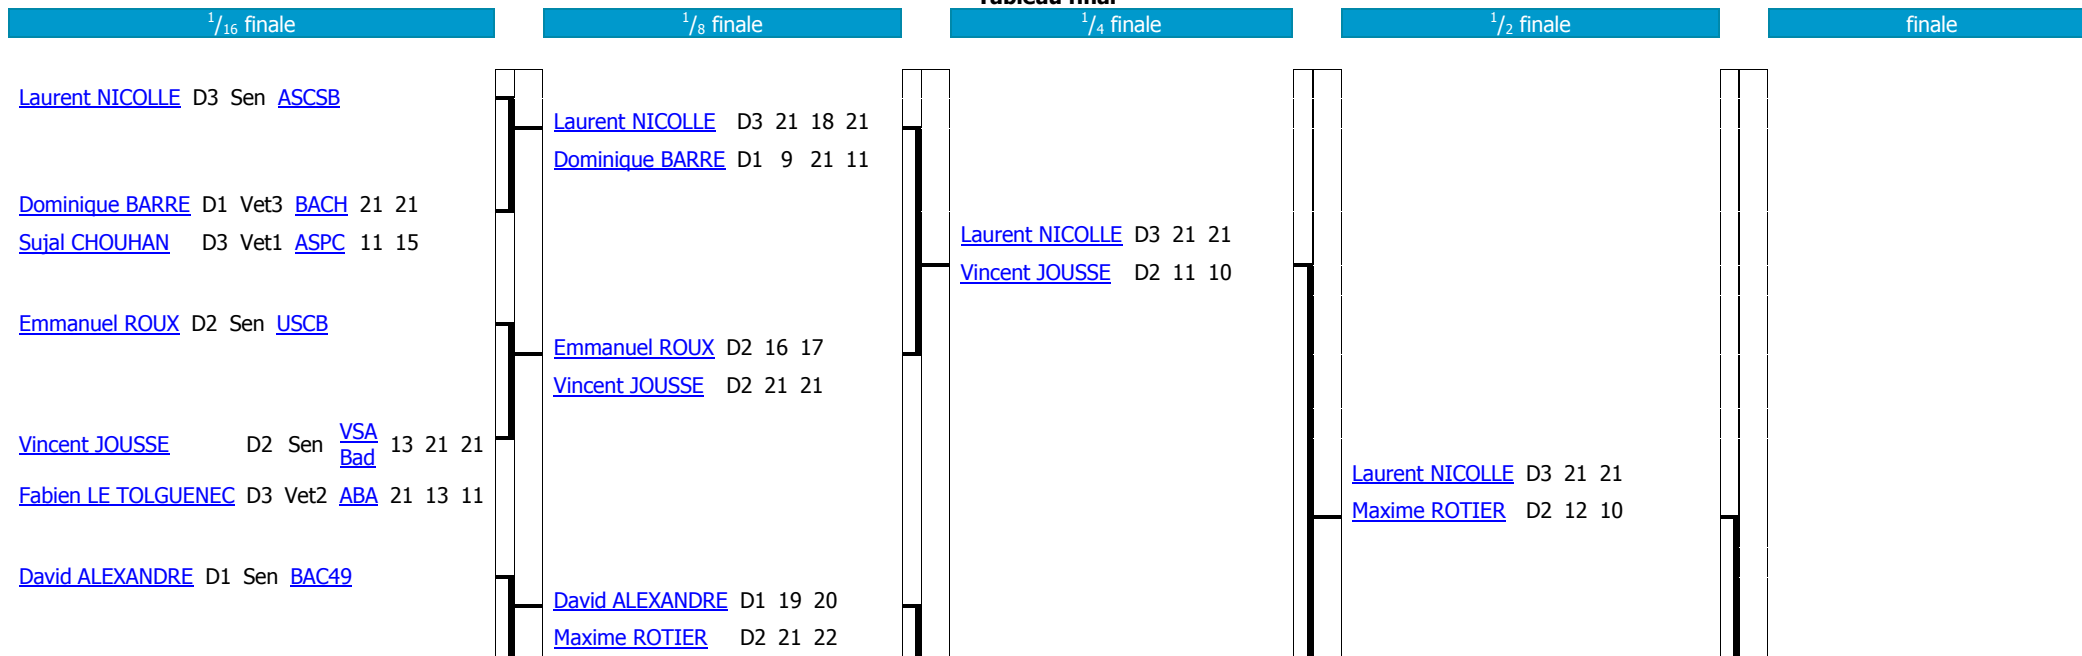 Tableau final
1/16 finale
1/8 finale
1/4 finale
1/2 finale
finale
Laurent NICOLLE D3 Sen ASCSB
Dominique BARRE D1 Vet3 BACH 21 21
Sujal CHOUHAN D3 Vet1 ASPC 11 15
Emmanuel ROUX D2 Sen USCB
Vincent JOUSSE D2 Sen VSA Bad 13 21 21
Fabien LE TOLGUENEC D3 Vet2 ABA 21 13 11
David ALEXANDRE D1 Sen BAC49
Laurent NICOLLE D3 21 18 21
Dominique BARRE D1 9 21 11
Emmanuel ROUX D2 16 17
Vincent JOUSSE D2 21 21
David ALEXANDRE D1 19 20
Maxime ROTIER D2 21 22
Laurent NICOLLE D3 21 21
Vincent JOUSSE D2 11 10
Laurent NICOLLE D3 21 21
Maxime ROTIER D2 12 10